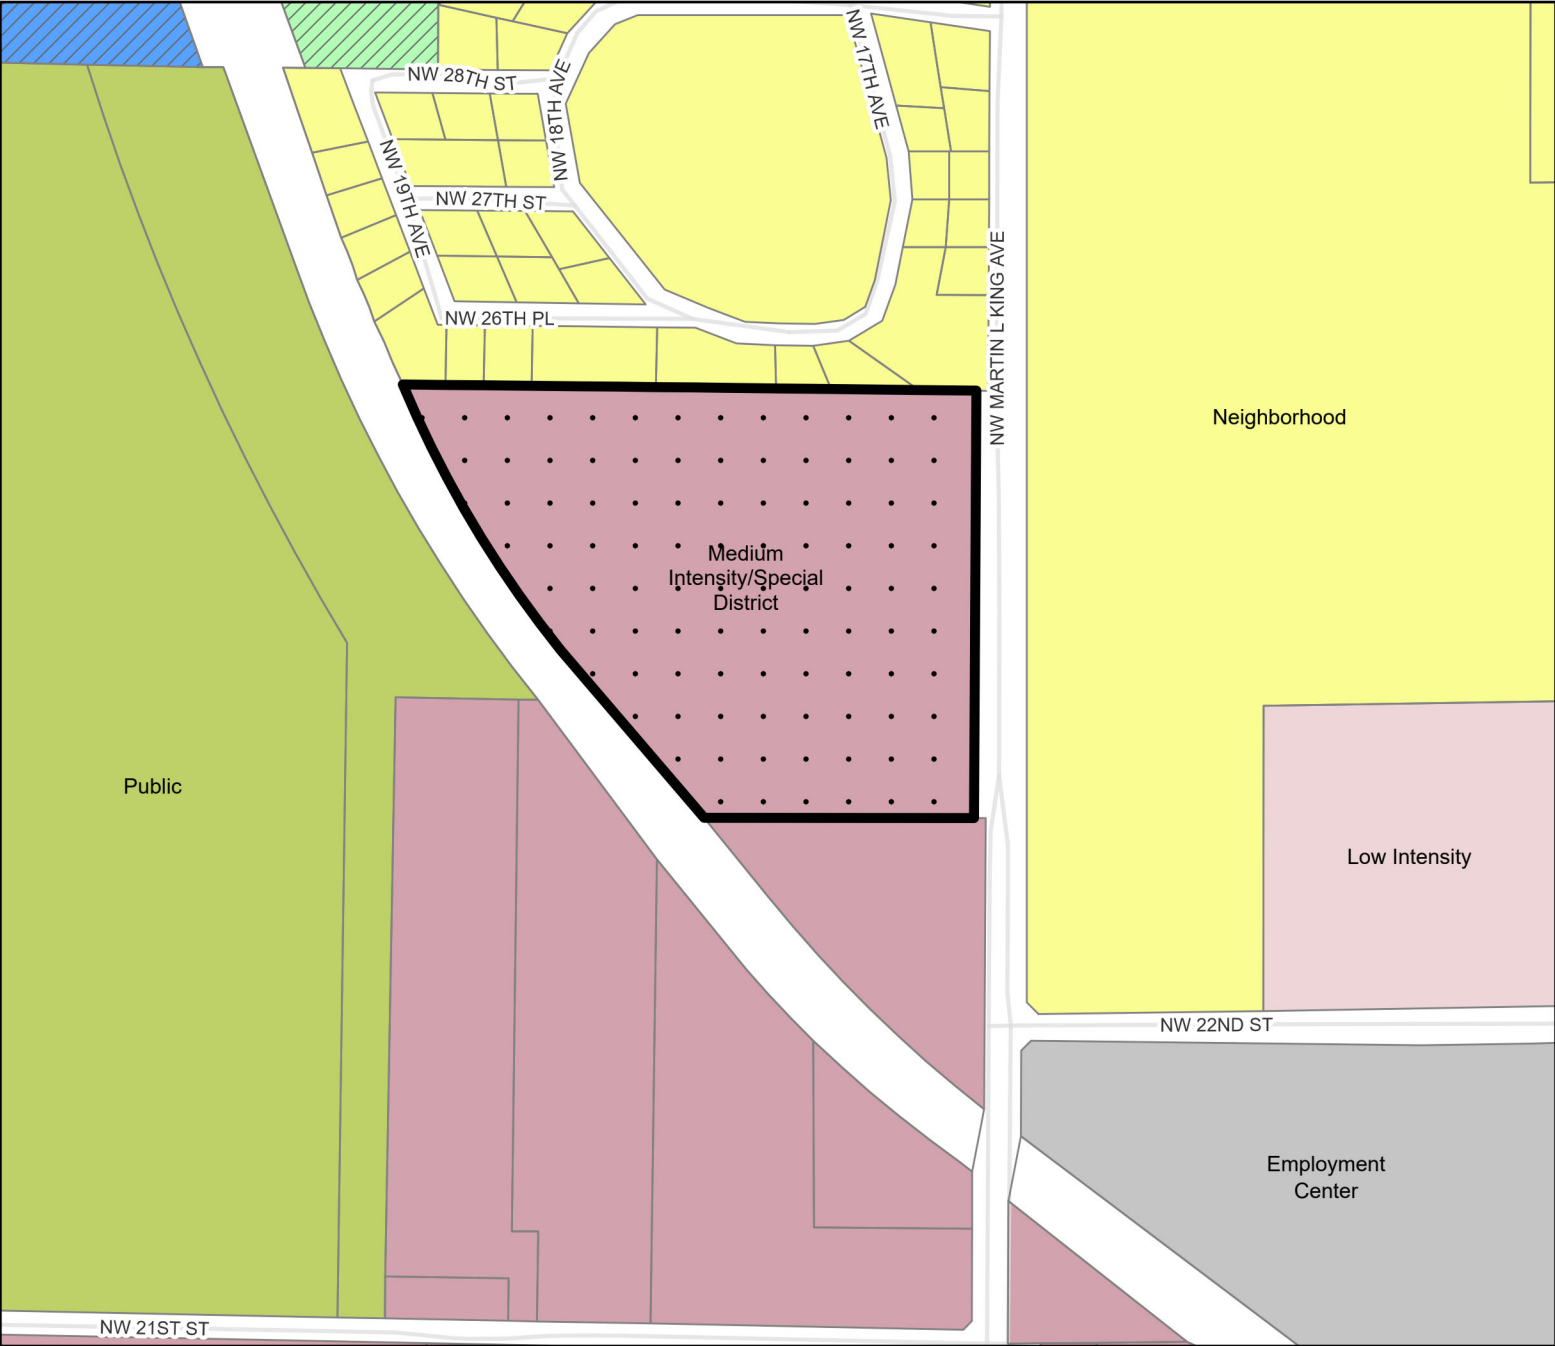 NW 28TH ST
NW 18TH AVE
NW 17TH AVE
NW 19TH AVE
NW 27TH ST
NW 26TH PL
NW MARTIN L KING AVE
Neighborhood
Medium
Intensity/Special
District
Public
Low Intensity
NW 22ND ST
Employment
Center
NW 21ST ST